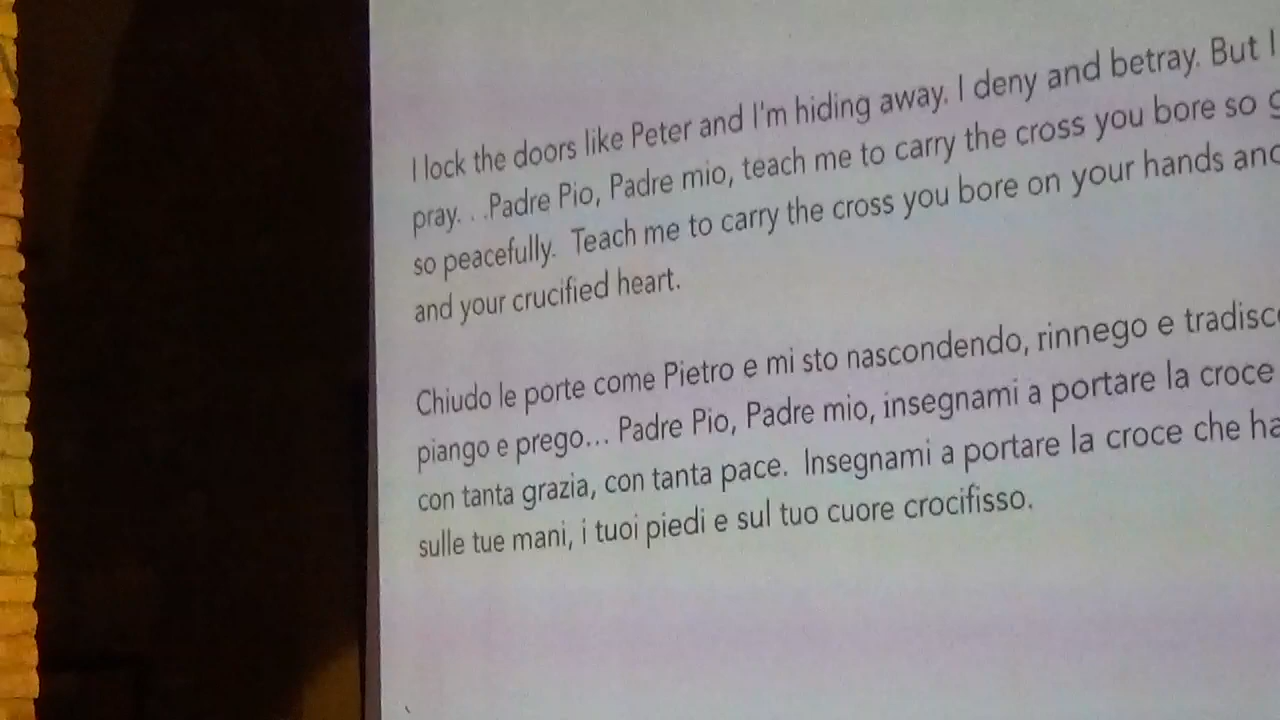 I lock the doors like Peter and I'm hiding away. I deny and betray. But I
pray. . .Padre Pio, Padre mio, teach me to carry the cross you bore so
so peacefully. Teach me to carry the cross you bore on your hands and
and your crucified heart.
Chiudo le porte come Pietro e mi sto nascondendo, rinnego e
piango e prego... Padre Pio, Padre mio, insegnami a portare la croce
con tanta grazia, con tanta pace. Insegnami a portare la croce che
sulle tue mani, i tuoi piedi e sul tuo cuore crocifisso.